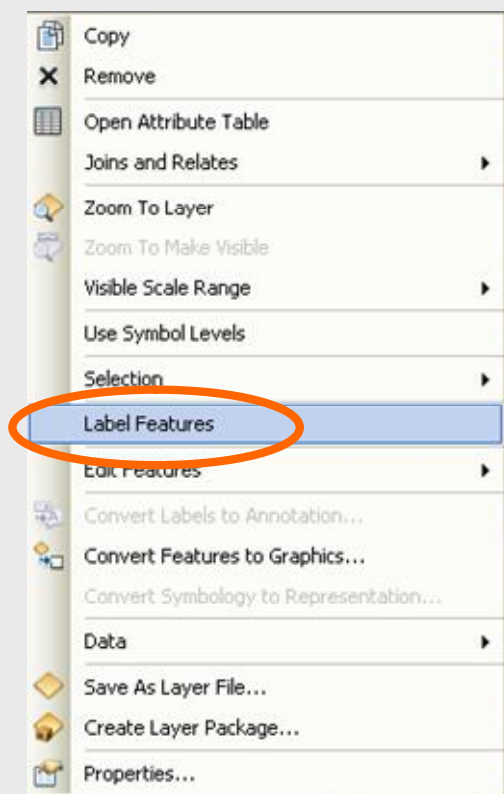 Copy
Remove
Open Attribute Table
Joins and Relates
Zoom To Layer
Zoom To Make Visible
Visible Scale Range
Use Symbol Levels
Selection
Label Features
Edit Features
Convert Labels to Annotation...
Convert Features to Graphics...
Convert Symbology to Representation...
Data
Save As Layer File...
Create Layer Package...
Properties...